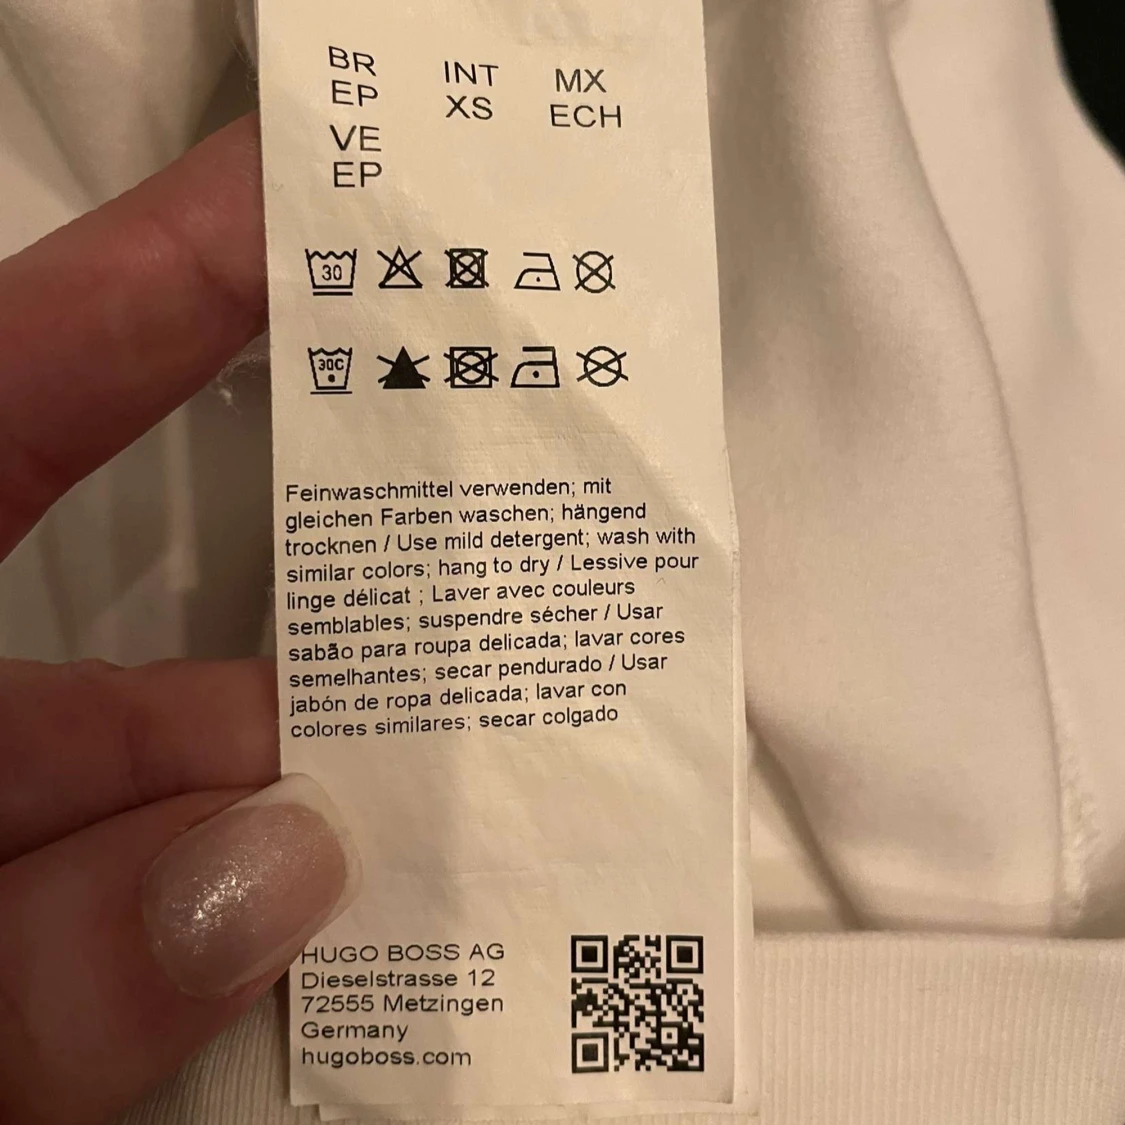 BR INT MX
EP XS ECH
VE
EP
30
30C
Feinwaschmittel verwenden; mit
gleichen Farben waschen; hängend
trocknen / Use mild detergent; wash with
similar colors; hang to dry / Lessive pour
linge délicat ; Laver avec couleurs
semblables; suspendre sécher / Usar
sabão para roupa delicada; lavar cores
semelhantes; secar pendurado / Usar
jabón de ropa delicada; lavar con
colores similares; secar colgado
HUGO BOSS AG
Dieselstrasse 12
72555 Metzingen
Germany
hugoboss.com